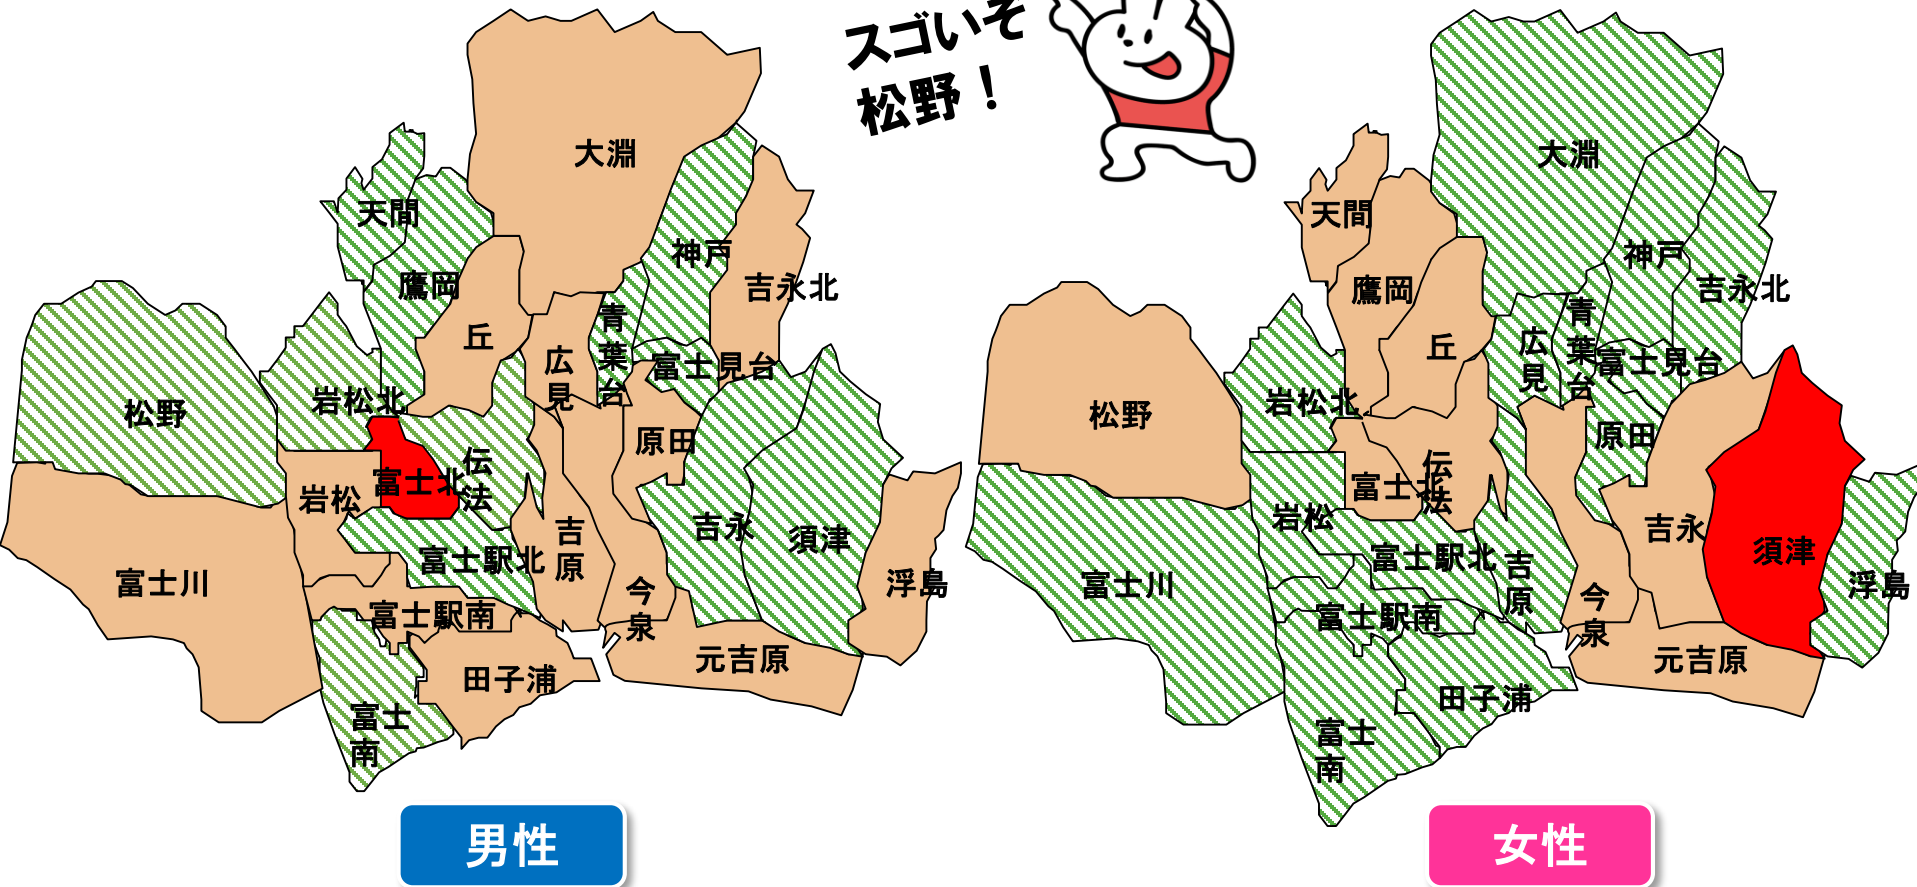 スゴいぞ
松野！
大淵
天間
神戸
鷹岡
吉永北
丘
青葉台
広見
富士見台
岩松北
松野
原田
伝法
富士北
岩松
吉原
吉永
須津
富士駅北
富士川
今泉
浮島
富士駅南
元吉原
田子浦
富士
南
男性
大淵
天間
神戸
鷹岡
吉永北
青葉台
広見
丘
富士見台
岩松北
松野
原田
伝法
富士北
岩松
吉永
須津
富士駅北
吉原
富士川
浮島
今泉
富士駅南
元吉原
田子浦
富士
南
女性